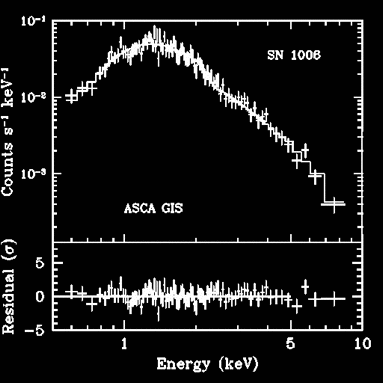 10⁻¹
SN 1006
10⁻²
Counts s⁻¹ keV⁻¹
10⁻³
ASCA GIS
5
0
−5
Residual (σ)
1 5 10
Energy (keV)